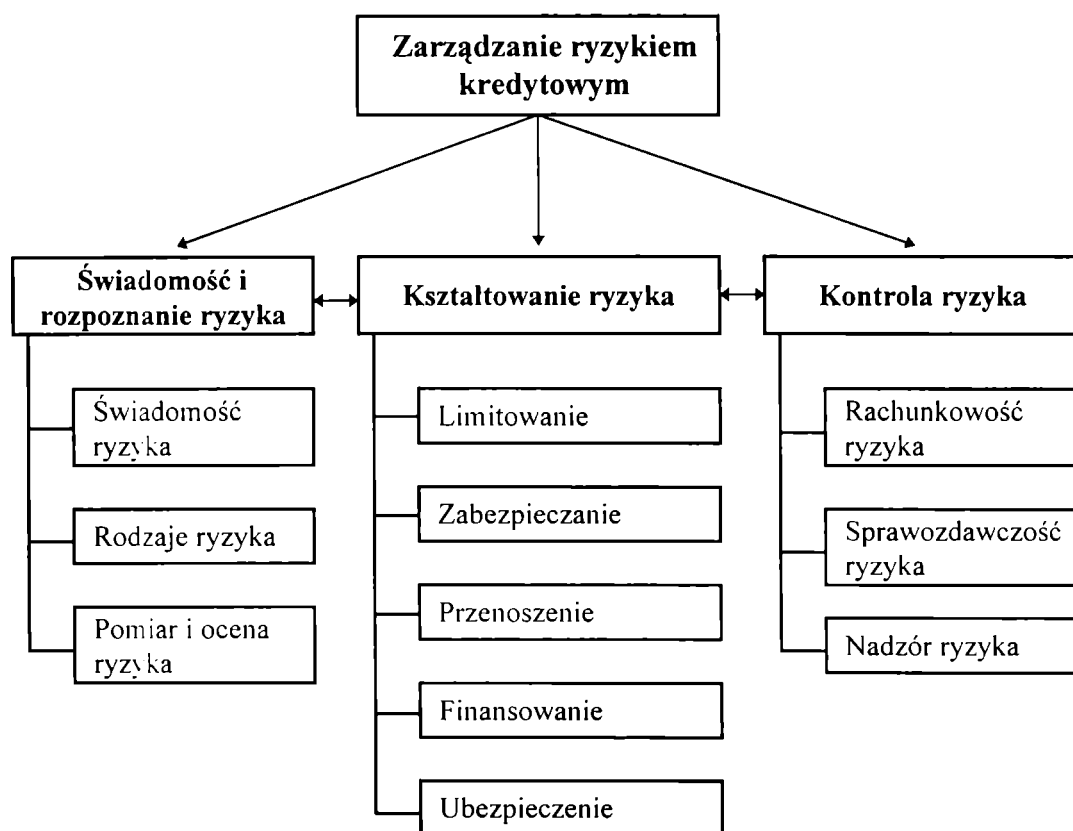 Zarządzanie ryzykiem
kredytowym
Świadomość i
rozpoznanie ryzyka
Kształtowanie ryzyka
Kontrola ryzyka
Świadomość
ryzyka
Rodzaje ryzyka
Pomiar i ocena
ryzyka
Limitowanie
Zabezpieczanie
Przenoszenie
Finansowanie
Ubezpieczenie
Rachunkowość
ryzyka
Sprawozdawczość
ryzyka
Nadzór ryzyka